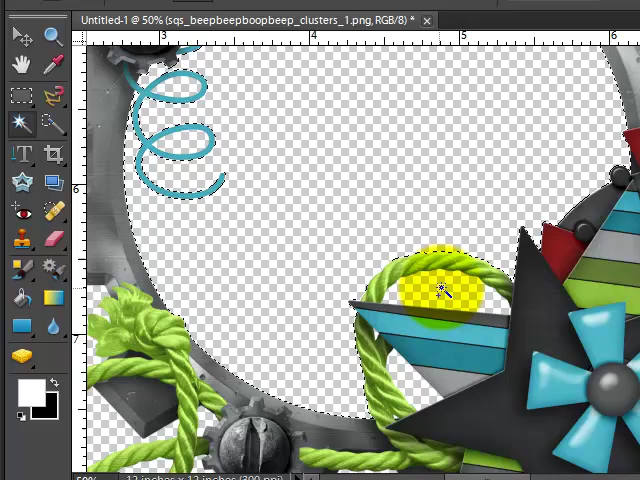 Untitled-1 @ 50% (sqs_beepbeepboopbeep_clusters_1.png, RGB/8) *
3 4 5 6
6
7
T
50% 12 inches x 12 inches (300 ppi)